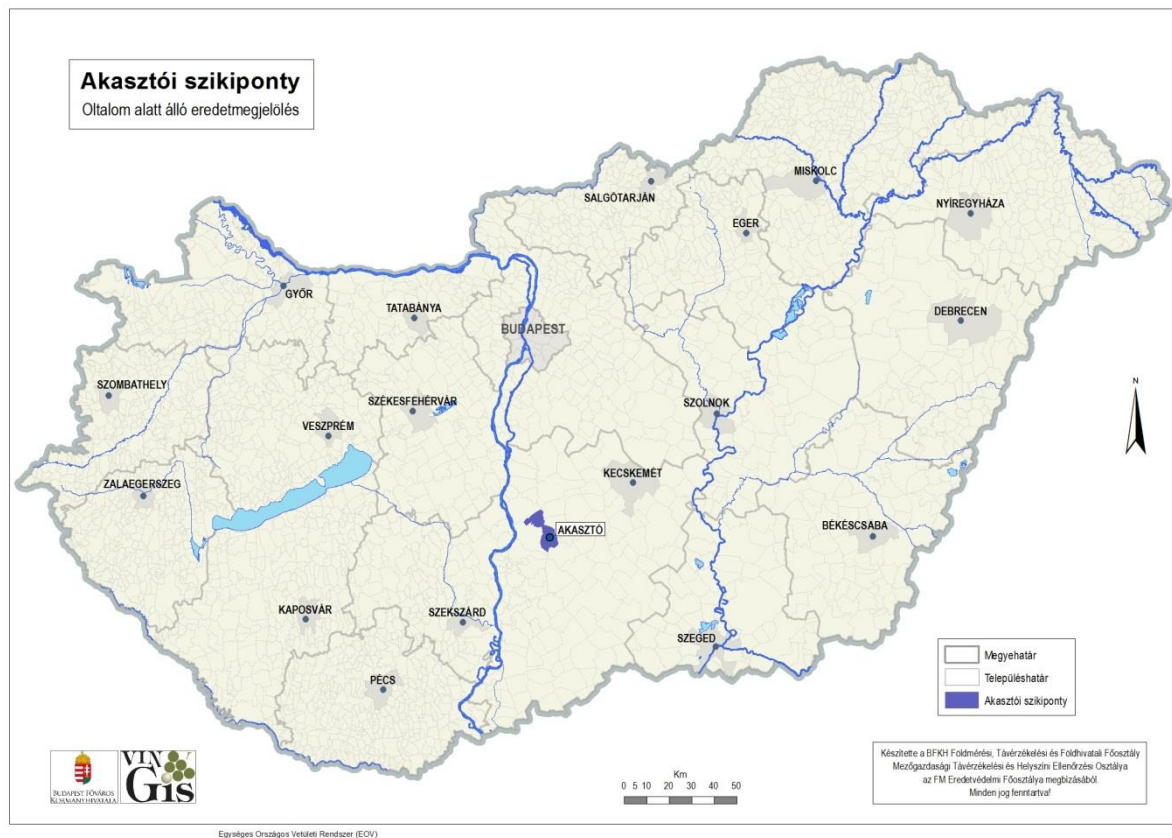 Akasztói szikiponty
Oltalom alatt álló eredetmegjelölés
MISKOLC
SALGÓTARJÁN
NYÍREGYHÁZA
EGER
GYŐR
TATABÁNYA
BUDAPEST
DEBRECEN
SZOMBATHELY
SZÉKESFEHÉRVÁR
SZOLNOK
VESZPRÉM
N
ZALAEGERSZEG
KECSKEMÉT
AKASZTÓ
BÉKÉSCSABA
KAPOSVÁR
SZEKSZÁRD
SZEGED
PÉCS
Megyehatár
Településhatár
Akasztói szikiponty
BUDAPEST FŐVÁROS
KORMÁNYHIVATALA
VIN
GiS
Km
0 5 10 20 30 40 50
Készítette a BFKH Földmérési, Távérzékelési és Földhivatali Főosztály
Mezőgazdasági Távérzékelési és Helyszíni Ellenőrzési Osztálya
az FM Eredetvédelmi Főosztálya megbízásából.
Minden jog fenntartva!
Egységes Országos Vetületi Rendszer (EOV)